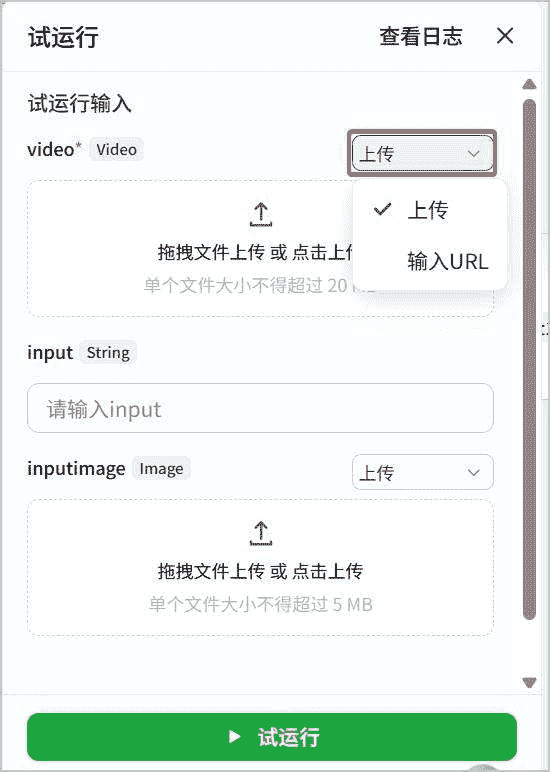 试运行
查看日志
试运行输入
video* Video
上传
上传
输入URL
拖拽文件上传 或 点击上
单个文件大小不得超过 20
input String
请输入input
inputimage Image
上传
拖拽文件上传 或 点击上传
单个文件大小不得超过 5 MB
试运行